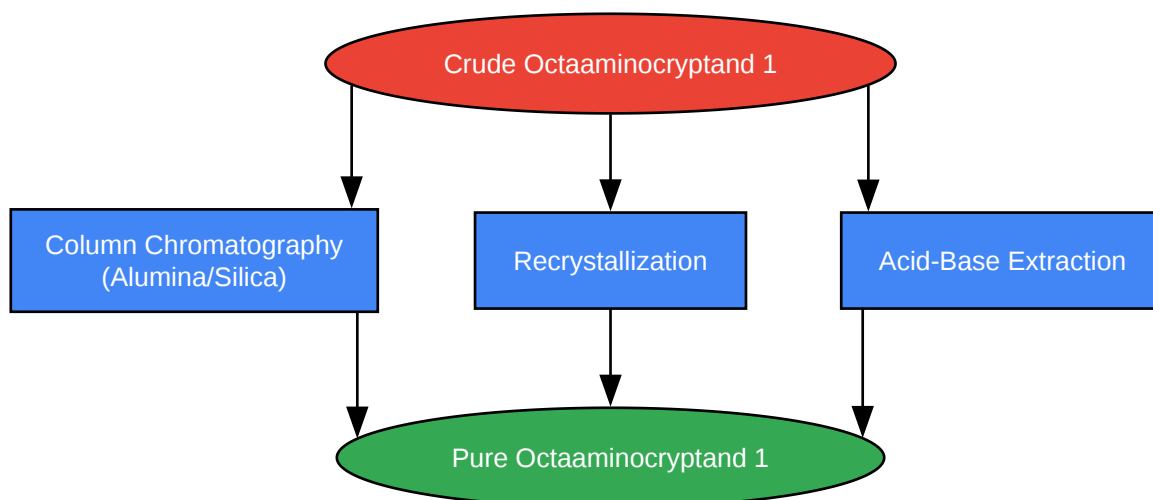 Crude Octaaminocryptand 1
Column Chromatography
(Alumina/Silica)
Recrystallization
Acid-Base Extraction
Pure Octaaminocryptand 1